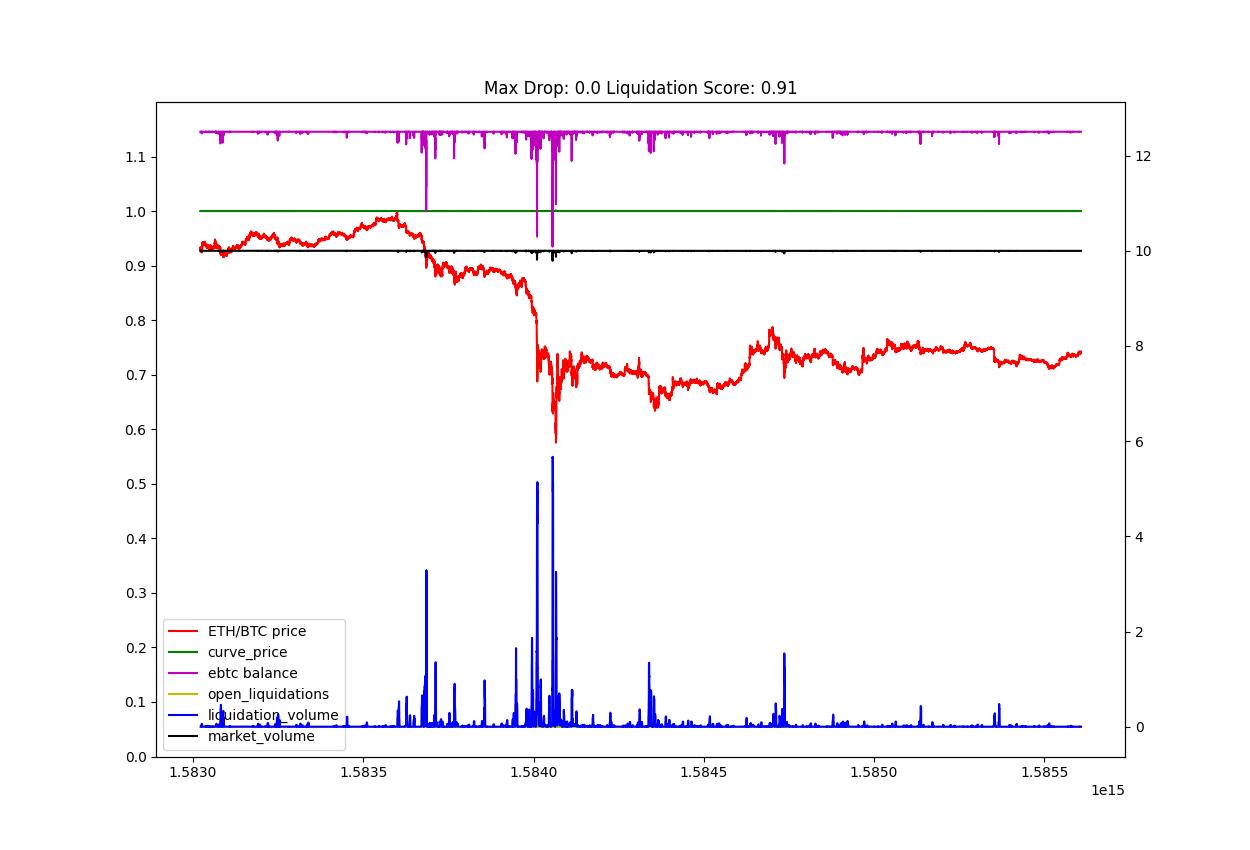 Max Drop: 0.0 Liquidation Score: 0.91
1.1
1.0
0.9
0.8
0.7
0.6
0.5
0.4
0.3
0.2
0.1
0.0
12
10
8
6
4
2
0
ETH/BTC price
curve_price
ebtc balance
open_liquidations
liquidation_volume
market_volume
1.5830 1.5835 1.5840 1.5845 1.5850 1.5855
1e15